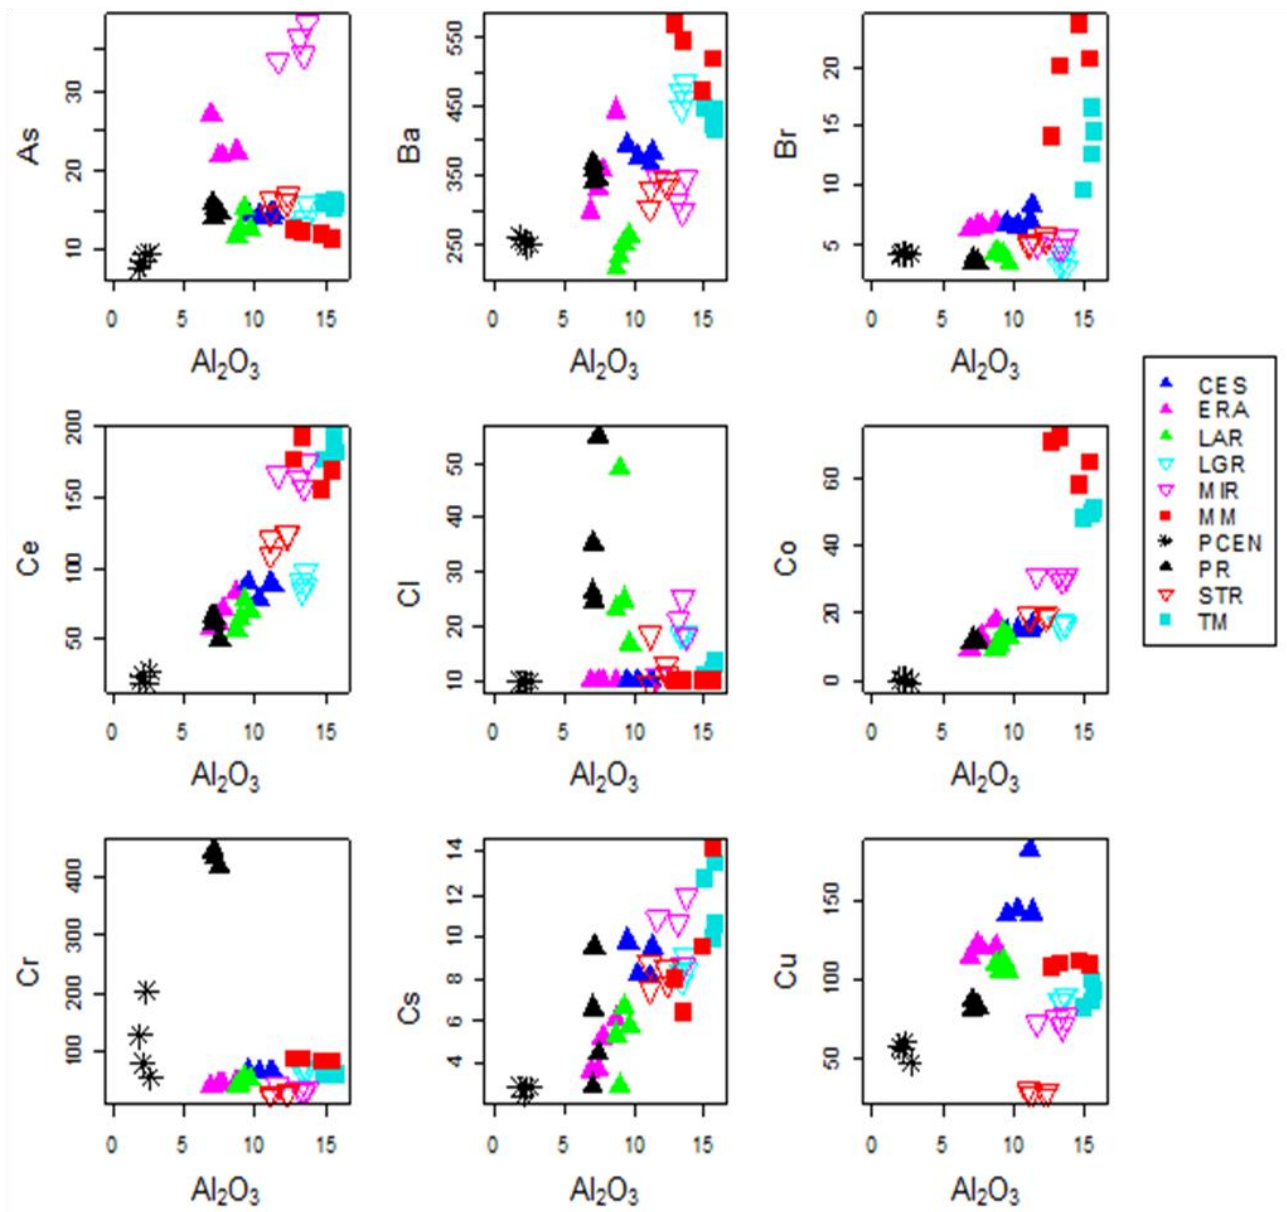 As
30
20
10
0 5 10 15
Al₂O₃
Ba
550
450
350
250
0 5 10 15
Al₂O₃
Br
20
15
10
5
0 5 10 15
Al₂O₃
Ce
200
150
100
50
0 5 10 15
Al₂O₃
Cl
50
40
30
20
10
0 5 10 15
Al₂O₃
Co
60
40
20
0
0 5 10 15
Al₂O₃
CES
ERA
LAR
LGR
MIR
MM
PCEN
PR
STR
TM
Cr
400
300
200
100
0 5 10 15
Al₂O₃
Cs
14
12
10
8
6
4
0 5 10 15
Al₂O₃
Cu
150
100
50
0 5 10 15
Al₂O₃